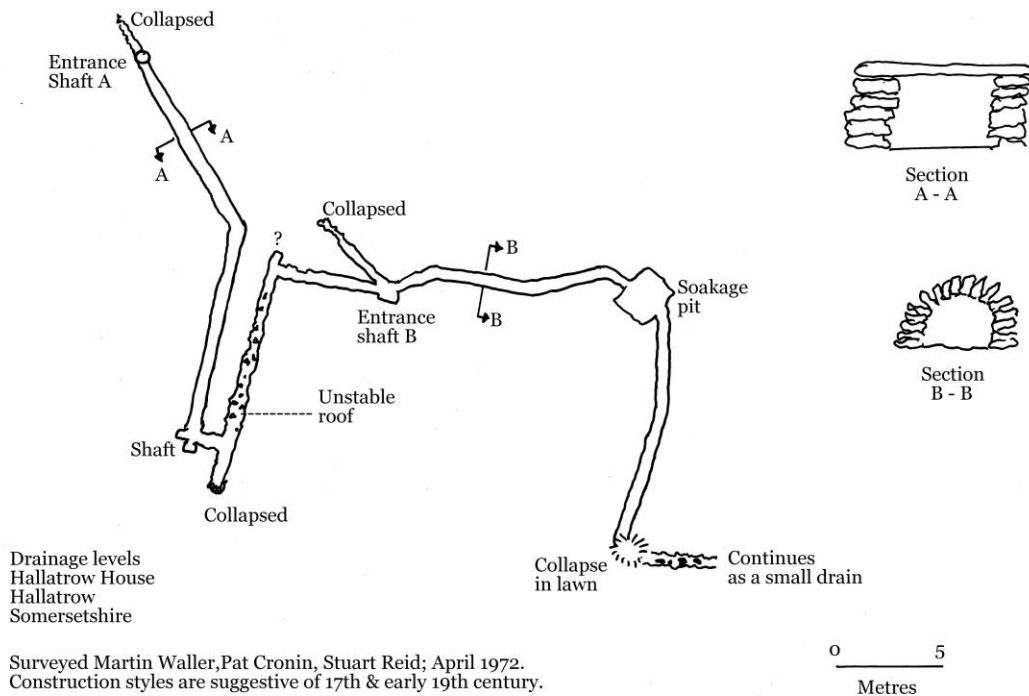 Collapsed
Entrance
Shaft A
A
A
Section
A - A
Collapsed
?
B
Entrance
shaft B
B
Soakage
pit
Section
B - B
Unstable
roof
Shaft
Collapsed
Collapse
in lawn
Continues
as a small drain
Drainage levels
Hallatrow House
Hallatrow
Somersetshire
Surveyed Martin Waller,Pat Cronin, Stuart Reid; April 1972.
Construction styles are suggestive of 17th & early 19th century.
0 5
Metres